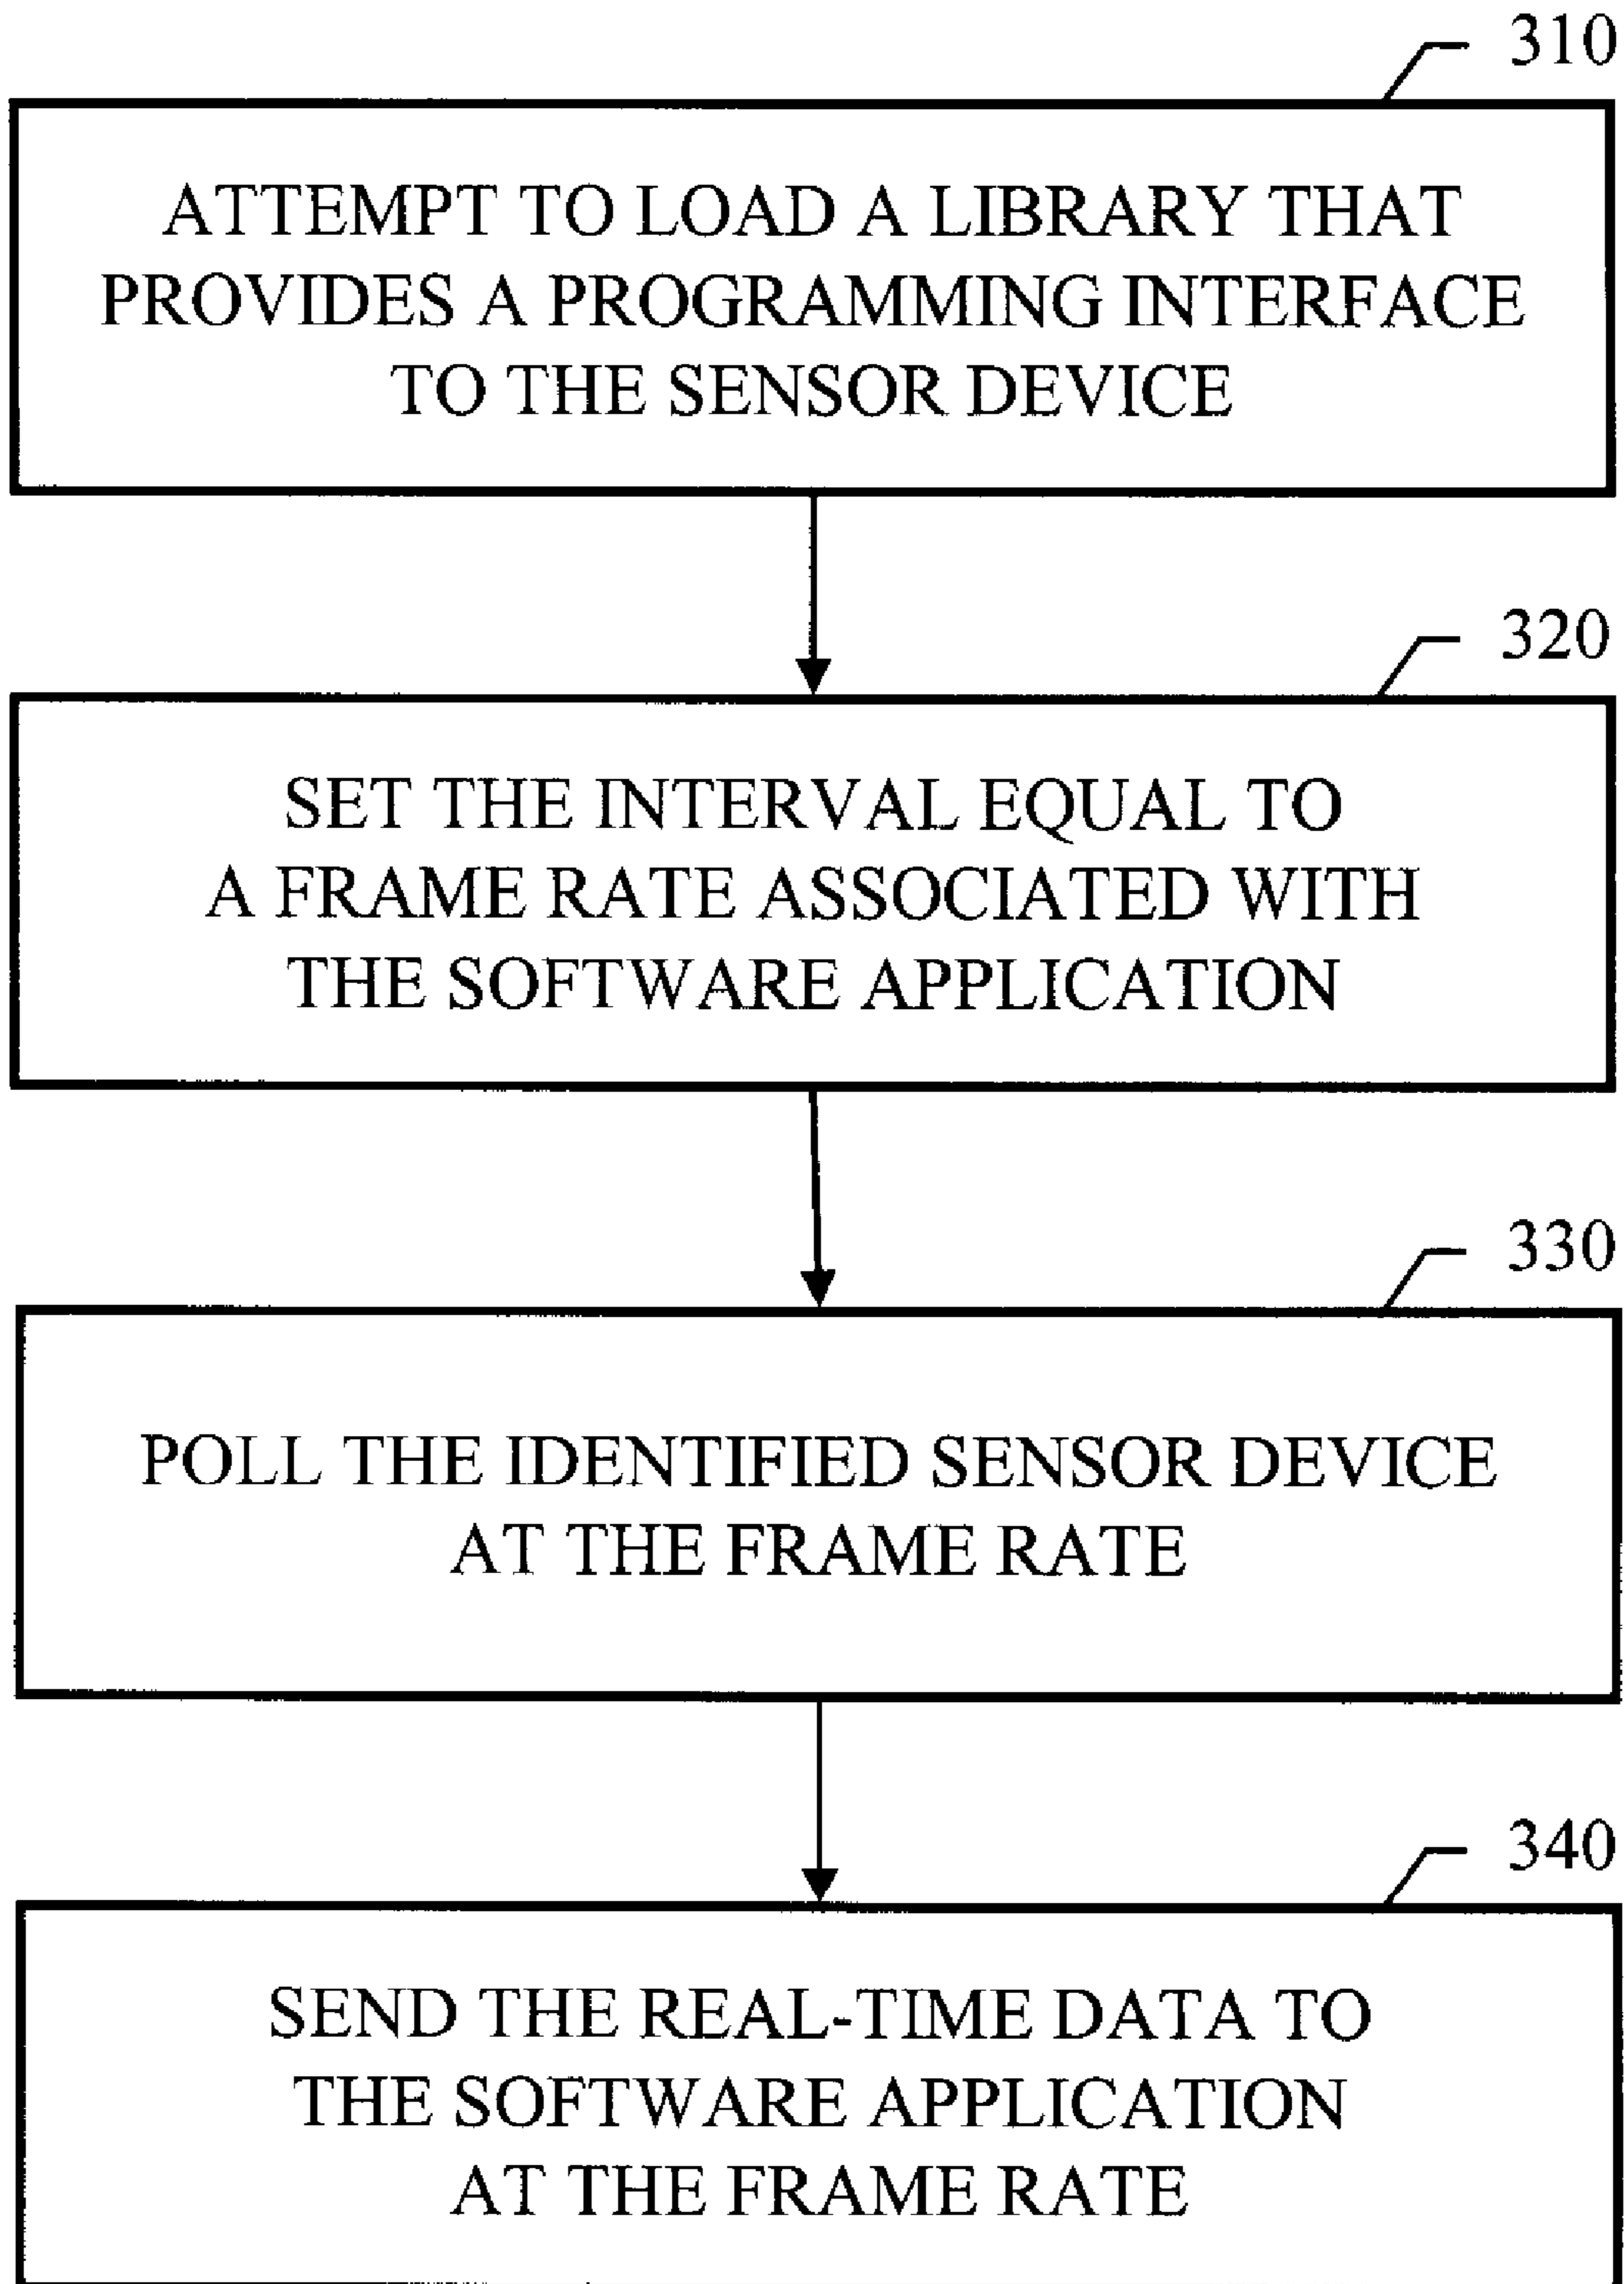 310
ATTEMPT TO LOAD A LIBRARY THAT
PROVIDES A PROGRAMMING INTERFACE
TO THE SENSOR DEVICE
320
SET THE INTERVAL EQUAL TO
A FRAME RATE ASSOCIATED WITH
THE SOFTWARE APPLICATION
330
POLL THE IDENTIFIED SENSOR DEVICE
AT THE FRAME RATE
340
SEND THE REAL-TIME DATA TO
THE SOFTWARE APPLICATION
AT THE FRAME RATE